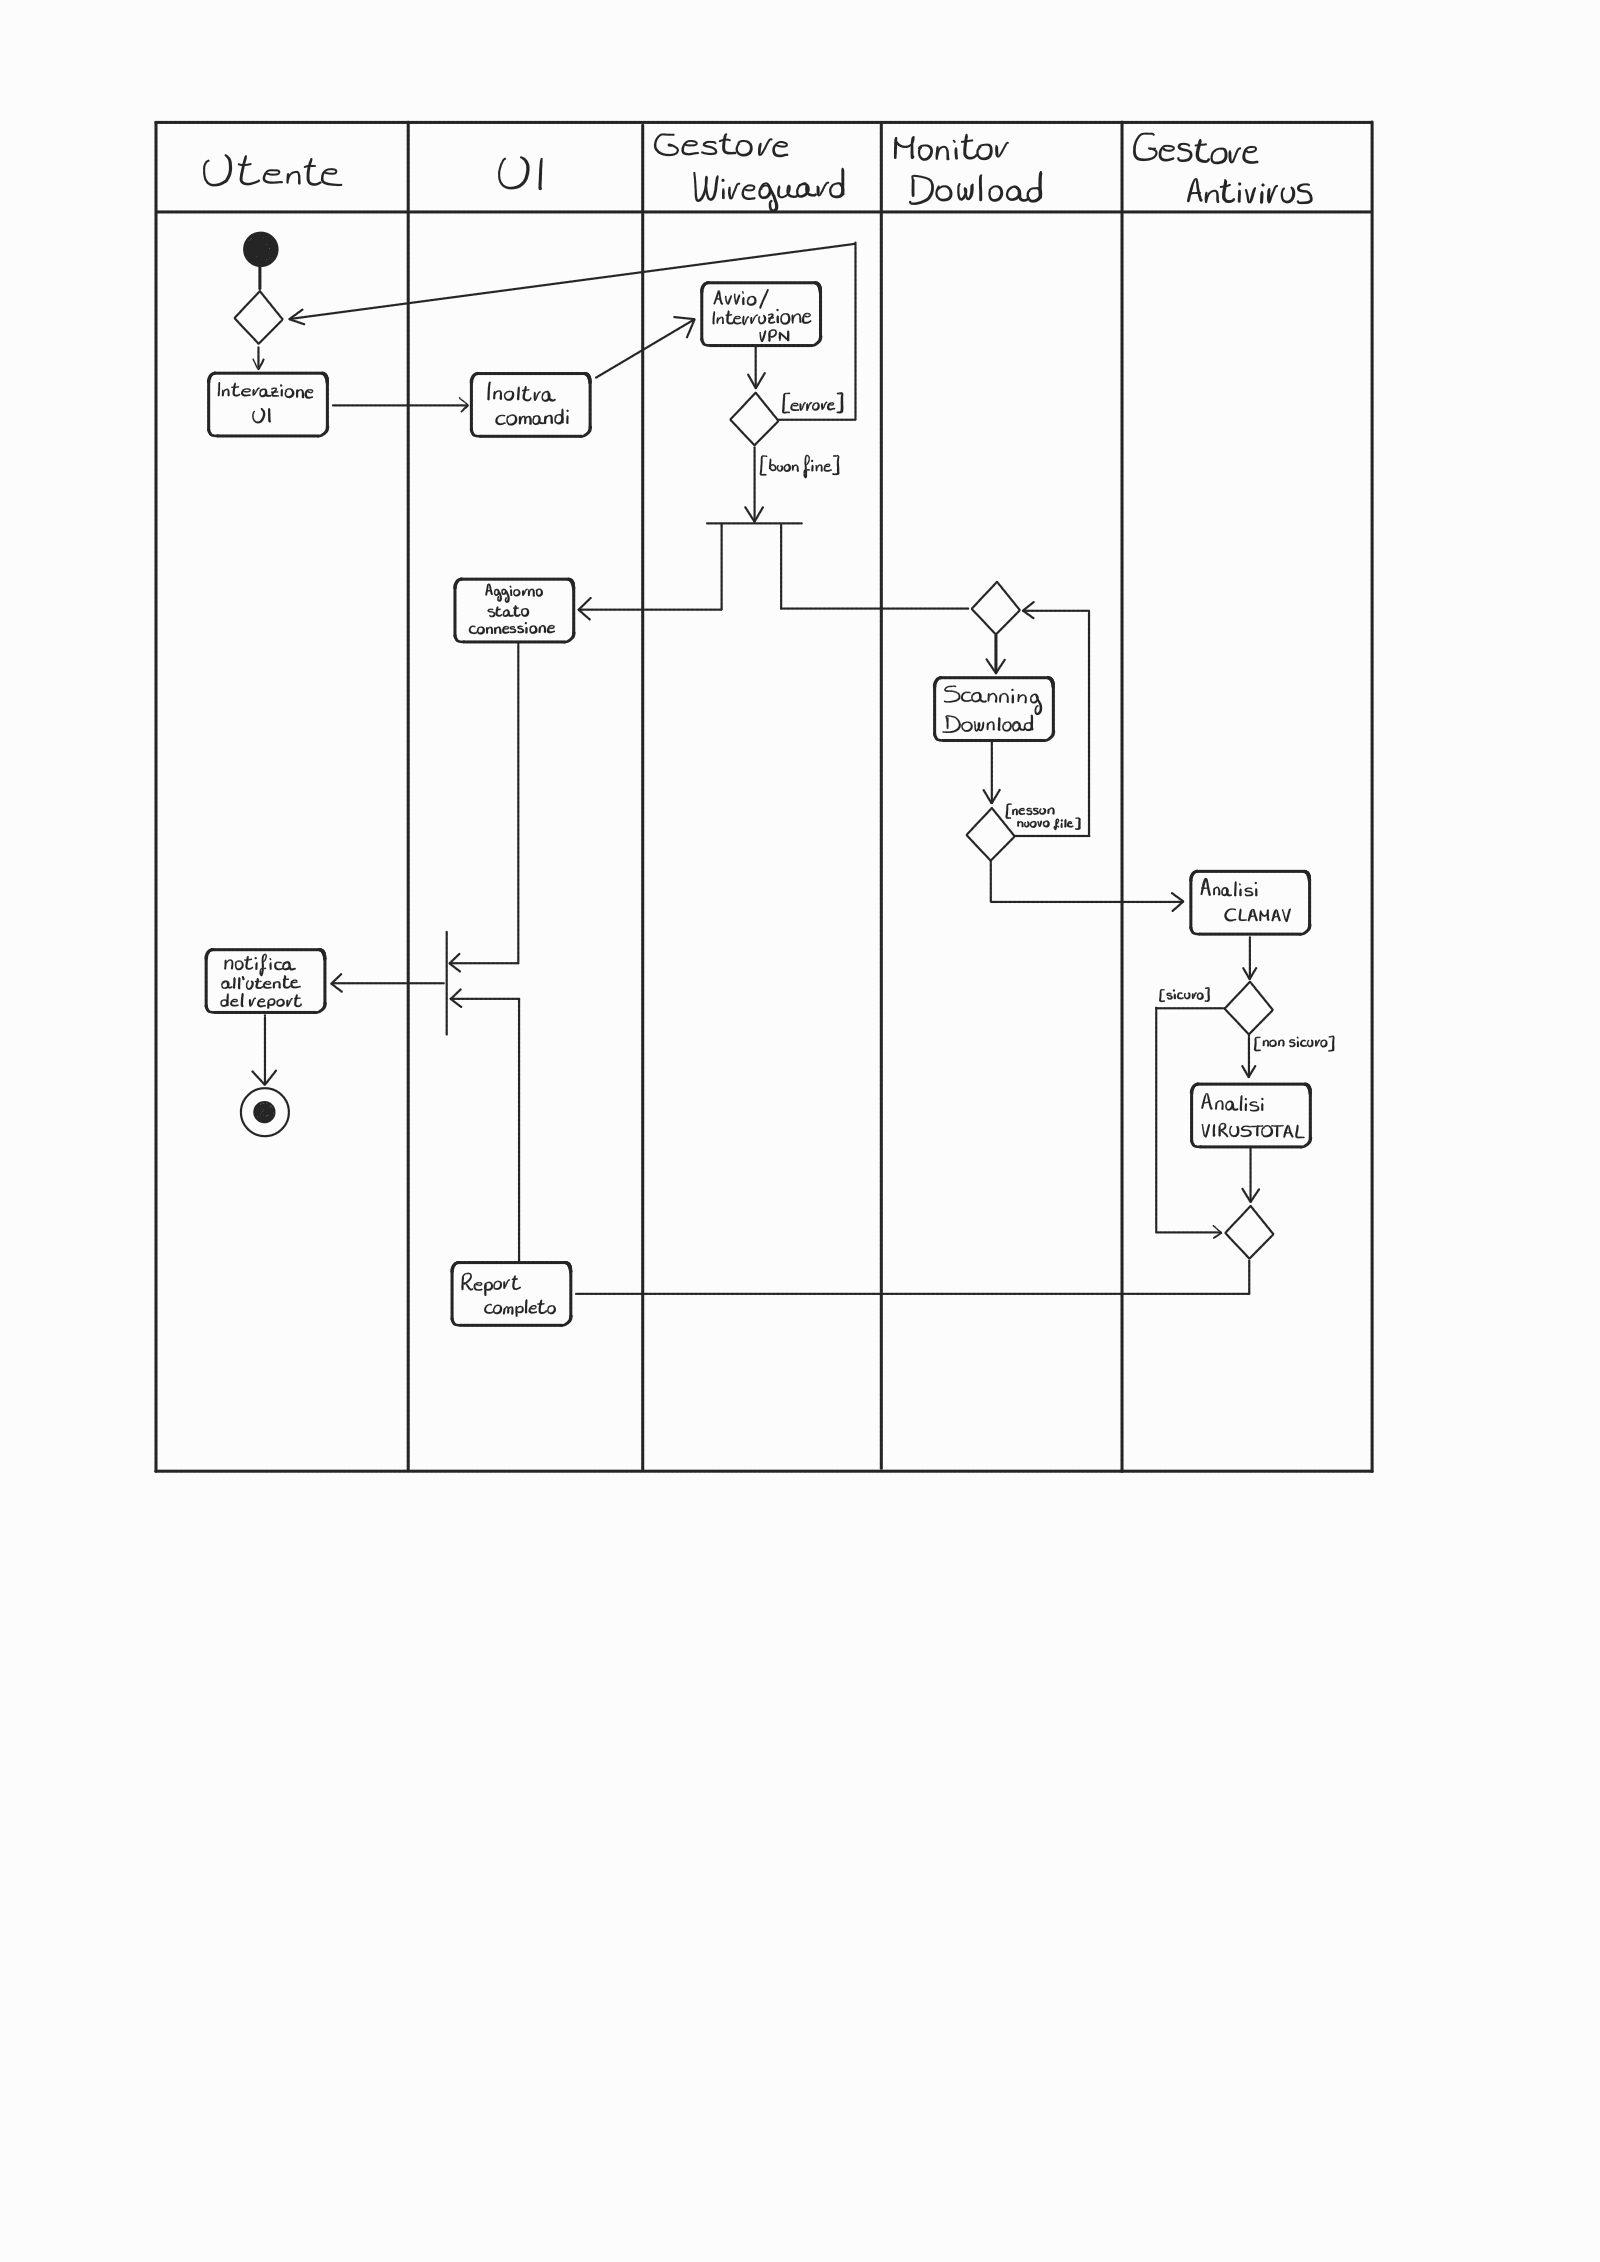 Utente
UI
Gestore
Wireguard
Monitor
Dowload
Gestore
Antivirus
Avvio/
Interruzione
VPN
Interazione
UI
Inoltra
comandi
[errore]
[buon fine]
Aggiorno
stato
connessione
Scanning
Download
[nessun
nuovo file]
Analisi
CLAMAV
notifica
all'utente
del report
[sicuro]
[non sicuro]
Analisi
VIRUSTOTAL
Report
completo